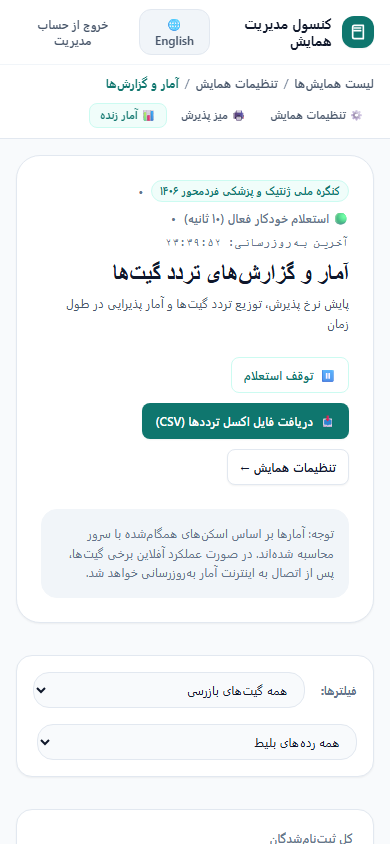 کنسول مدیریت
همایش
English
خروج از حساب
مدیریت
لیست همایش‌ها / تنظیمات همایش / آمار و گزارش‌ها
تنظیمات همایش
میز پذیرش
آمار زنده
کنگره ملی ژنتیک و پزشکی فردمحور ۱۴۰۶ •
استعلام خودکار فعال (۱۰ ثانیه) •
آخرین به‌روزرسانی: ۲۳:۳۹:۵۲
آمار و گزارش‌های تردد گیت‌ها
پایش نرخ پذیرش، توزیع تردد گیت‌ها و آمار پذیرایی در طول
زمان
توقف استعلام
دریافت فایل اکسل ترددها (CSV)
تنظیمات همایش ←
توجه: آمارها بر اساس اسکن‌های همگام‌شده با سرور
محاسبه شده‌اند. در صورت عملکرد آفلاین برخی گیت‌ها،
پس از اتصال به اینترنت آمار به‌روزرسانی خواهد شد.
فیلترها:
همه گیت‌های بازرسی
همه رده‌های بلیط
کل ثبت‌نام‌شدگان